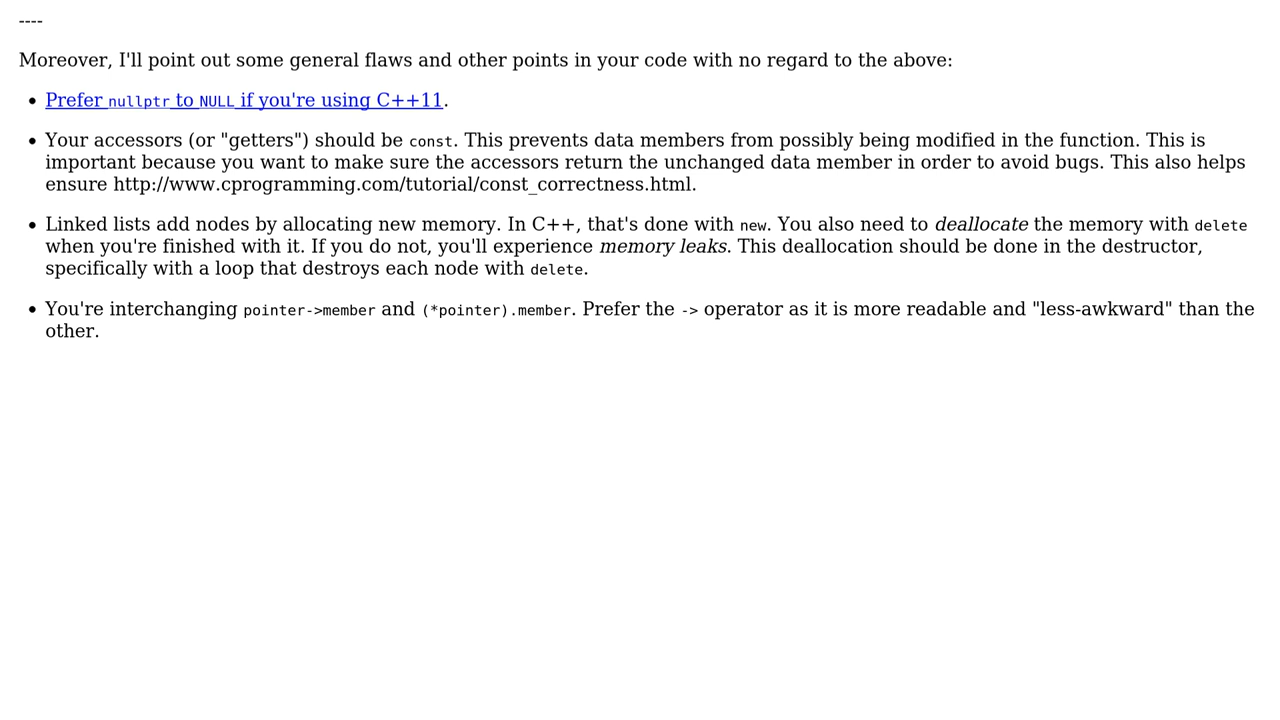 ----
Moreover, I'll point out some general flaws and other points in your code with no regard to the above:
• Prefer nullptr to NULL if you're using C++11.
• Your accessors (or "getters") should be const. This prevents data members from possibly being modified in the function. This is
important because you want to make sure the accessors return the unchanged data member in order to avoid bugs. This also helps
ensure http://www.cprogramming.com/tutorial/const_correctness.html.
• Linked lists add nodes by allocating new memory. In C++, that's done with new. You also need to deallocate the memory with delete
when you're finished with it. If you do not, you'll experience memory leaks. This deallocation should be done in the destructor,
specifically with a loop that destroys each node with delete.
• You're interchanging pointer->member and (*pointer).member. Prefer the -> operator as it is more readable and "less-awkward" than the
other.